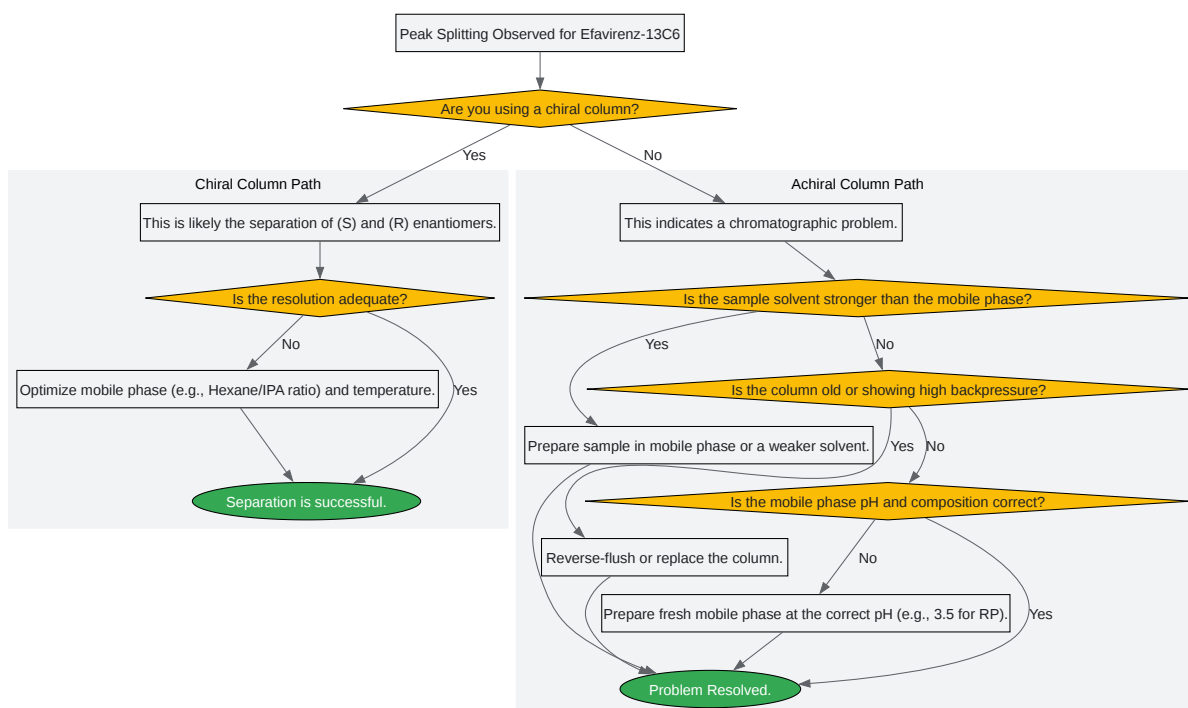 Peak Splitting Observed for Efavirenz-13C6
Are you using a chiral column?
Yes
No
Chiral Column Path
This is likely the separation of (S) and (R) enantiomers.
Is the resolution adequate?
No
Yes
Optimize mobile phase (e.g., Hexane/IPA ratio) and temperature.
Separation is successful.
Achiral Column Path
This indicates a chromatographic problem.
Is the sample solvent stronger than the mobile phase?
Yes
No
Is the column old or showing high backpressure?
Prepare sample in mobile phase or a weaker solvent.
Yes
No
Is the mobile phase pH and composition correct?
Reverse-flush or replace the column.
No
Yes
Prepare fresh mobile phase at the correct pH (e.g., 3.5 for RP).
Problem Resolved.